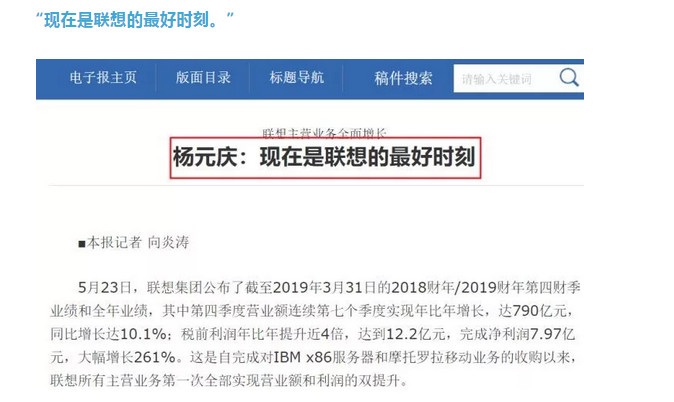 “现在是联想的最好时刻。”
电子报主页 版面目录 标题导航 稿件搜索 请输入关键词
联想主营业务全面增长
杨元庆：现在是联想的最好时刻
■本报记者 向炎涛
5月23日，联想集团公布了截至2019年3月31日的2018财年/2019财年第四财季
业绩和全年业绩，其中第四季度营业额连续第七个季度实现年比年增长，达790亿元，
同比增长达10.1%；税前利润年比年提升近4倍，达到12.2亿元，完成净利润7.97亿
元，大幅增长261%。这是自完成对IBM x86服务器和摩托罗拉移动业务的收购以来，
联想所有主营业务第一次全部实现营业额和利润的双提升。